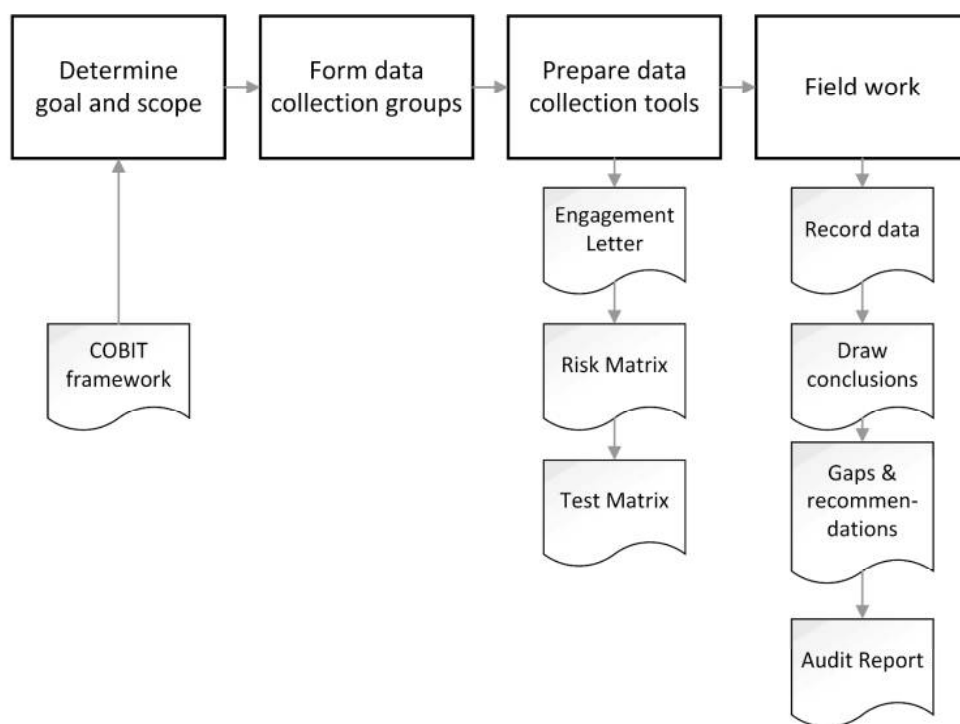 Determine
goal and scope
Form data
collection groups
Prepare data
collection tools
Field work
Engagement
Letter
Record data
COBIT
framework
Risk Matrix
Draw
conclusions
Test Matrix
Gaps &
recommen-
dations
Audit Report